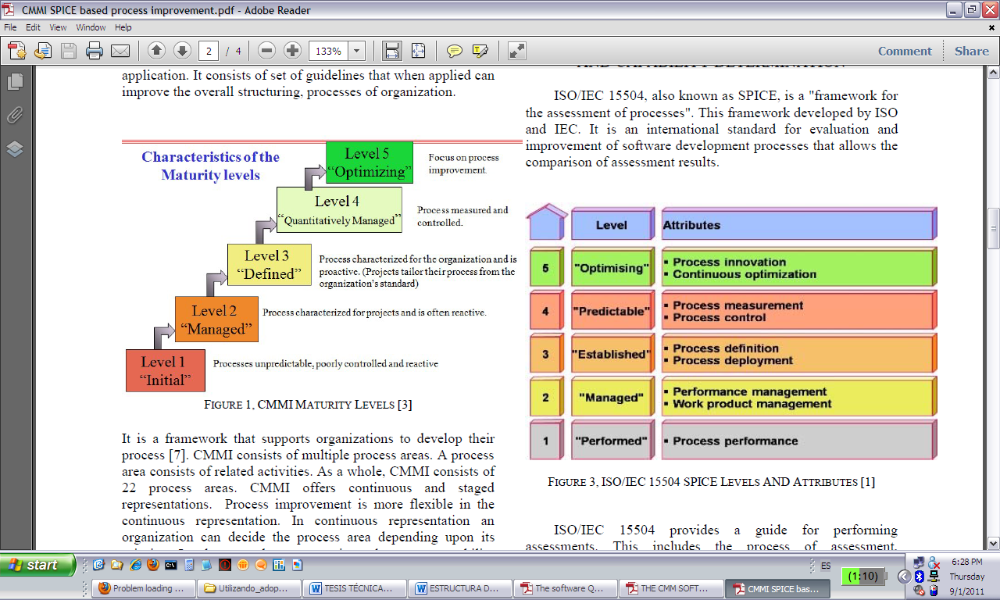 CMMI SPICE based process improvement.pdf - Adobe Reader
File Edit View Window Help
2 / 4 133% Comment Share
application. It consists of set of guidelines that when applied can
improve the overall structuring, processes of organization.
Characteristics of the
Maturity levels
Level 5
“Optimizing”
Focus on process
improvement.
Level 4
“Quantitatively Managed”
Process measured and
controlled.
Level 3
“Defined”
Process characterized for the organization and is
proactive. (Projects tailor their process from the
organization's standard)
Level 2
“Managed”
Process characterized for projects and is often reactive.
Level 1
“Initial”
Processes unpredictable, poorly controlled and reactive
FIGURE 1, CMMI MATURITY LEVELS [3]
It is a framework that supports organizations to develop their
process [7]. CMMI consists of multiple process areas. A process
area consists of related activities. As a whole, CMMI consists of
22 process areas. CMMI offers continuous and staged
representations. Process improvement is more flexible in the
continuous representation. In continuous representation an
organization can decide the process area depending upon its
AND CAPABILITY DETERMINATION
ISO/IEC 15504, also known as SPICE, is a "framework for
the assessment of processes". This framework developed by ISO
and IEC. It is an international standard for evaluation and
improvement of software development processes that allows the
comparison of assessment results.
Level Attributes
5 "Optimising" ▪ Process innovation
▪ Continuous optimization
4 "Predictable" ▪ Process measurement
▪ Process control
3 "Established" ▪ Process definition
▪ Process deployment
2 "Managed" ▪ Performance management
▪ Work product management
1 "Performed" ▪ Process performance
FIGURE 3, ISO/IEC 15504 SPICE LEVELS AND ATTRIBUTES [1]
ISO/IEC 15504 provides a guide for performing
assessments. This includes the process of assessment,
start
ES
(1:10)
6:28 PM
Thursday
9/1/2011
Problem loading ...
Utilizando_adop...
TESIS TÉCNICA...
ESTRUCTURA D...
The software Q...
THE CMM SOFT...
CMMI SPICE bas...